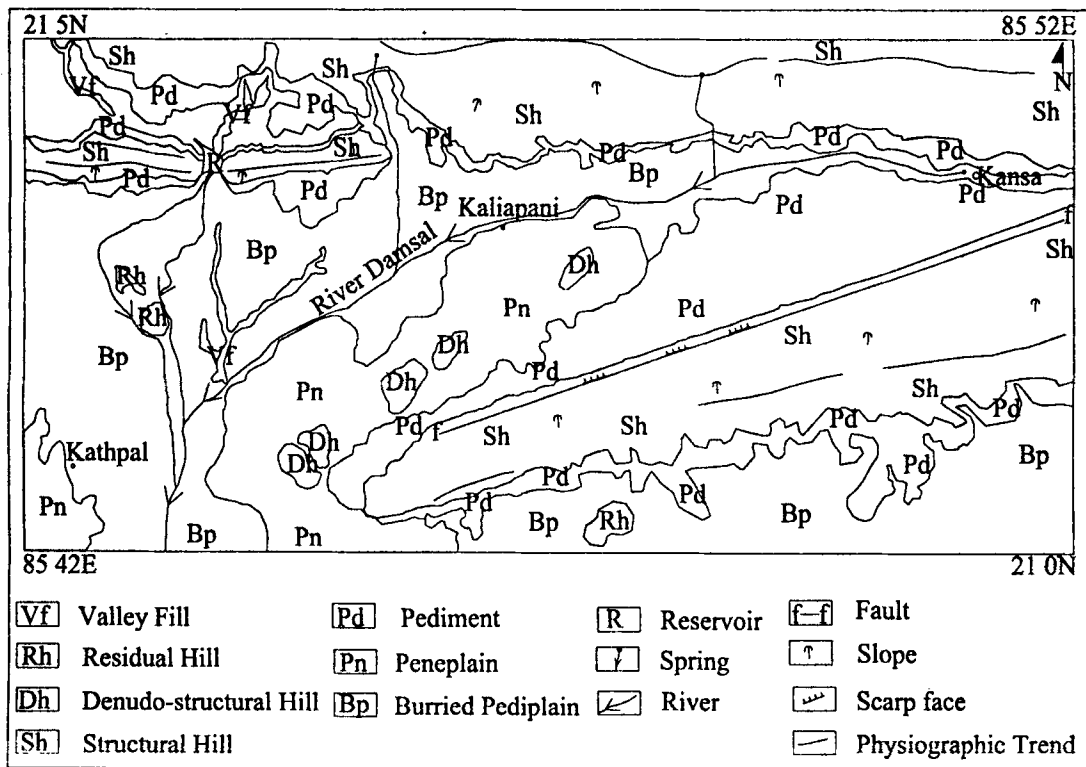 21 5N 85 52E
Sh Sh Sh
N
Vf Pd Vf Pd Sh Sh
Pd Pd Pd Pd Pd
Sh R Sh Bp Kansa
Pd Pd Bp Pd Pd
Kaliapani f
Bp River Damsal Dh Sh
Rh Pn
Rh Pd
Bp Vf Dh Sh
Dh Pd
Pn Sh Pd
Pd f Sh Sh Pd
Dh
Kathpal Dh Pd Pd Bp
Pn Pd Pd
Bp Pn Bp Rh Bp
85 42E 21 0N
Vf Valley Fill Pd Pediment R Reservoir f–f Fault
Rh Residual Hill Pn Peneplain Spring Slope
Dh Denudo-structural Hill Bp Burried Pediplain River Scarp face
Sh Structural Hill Physiographic Trend